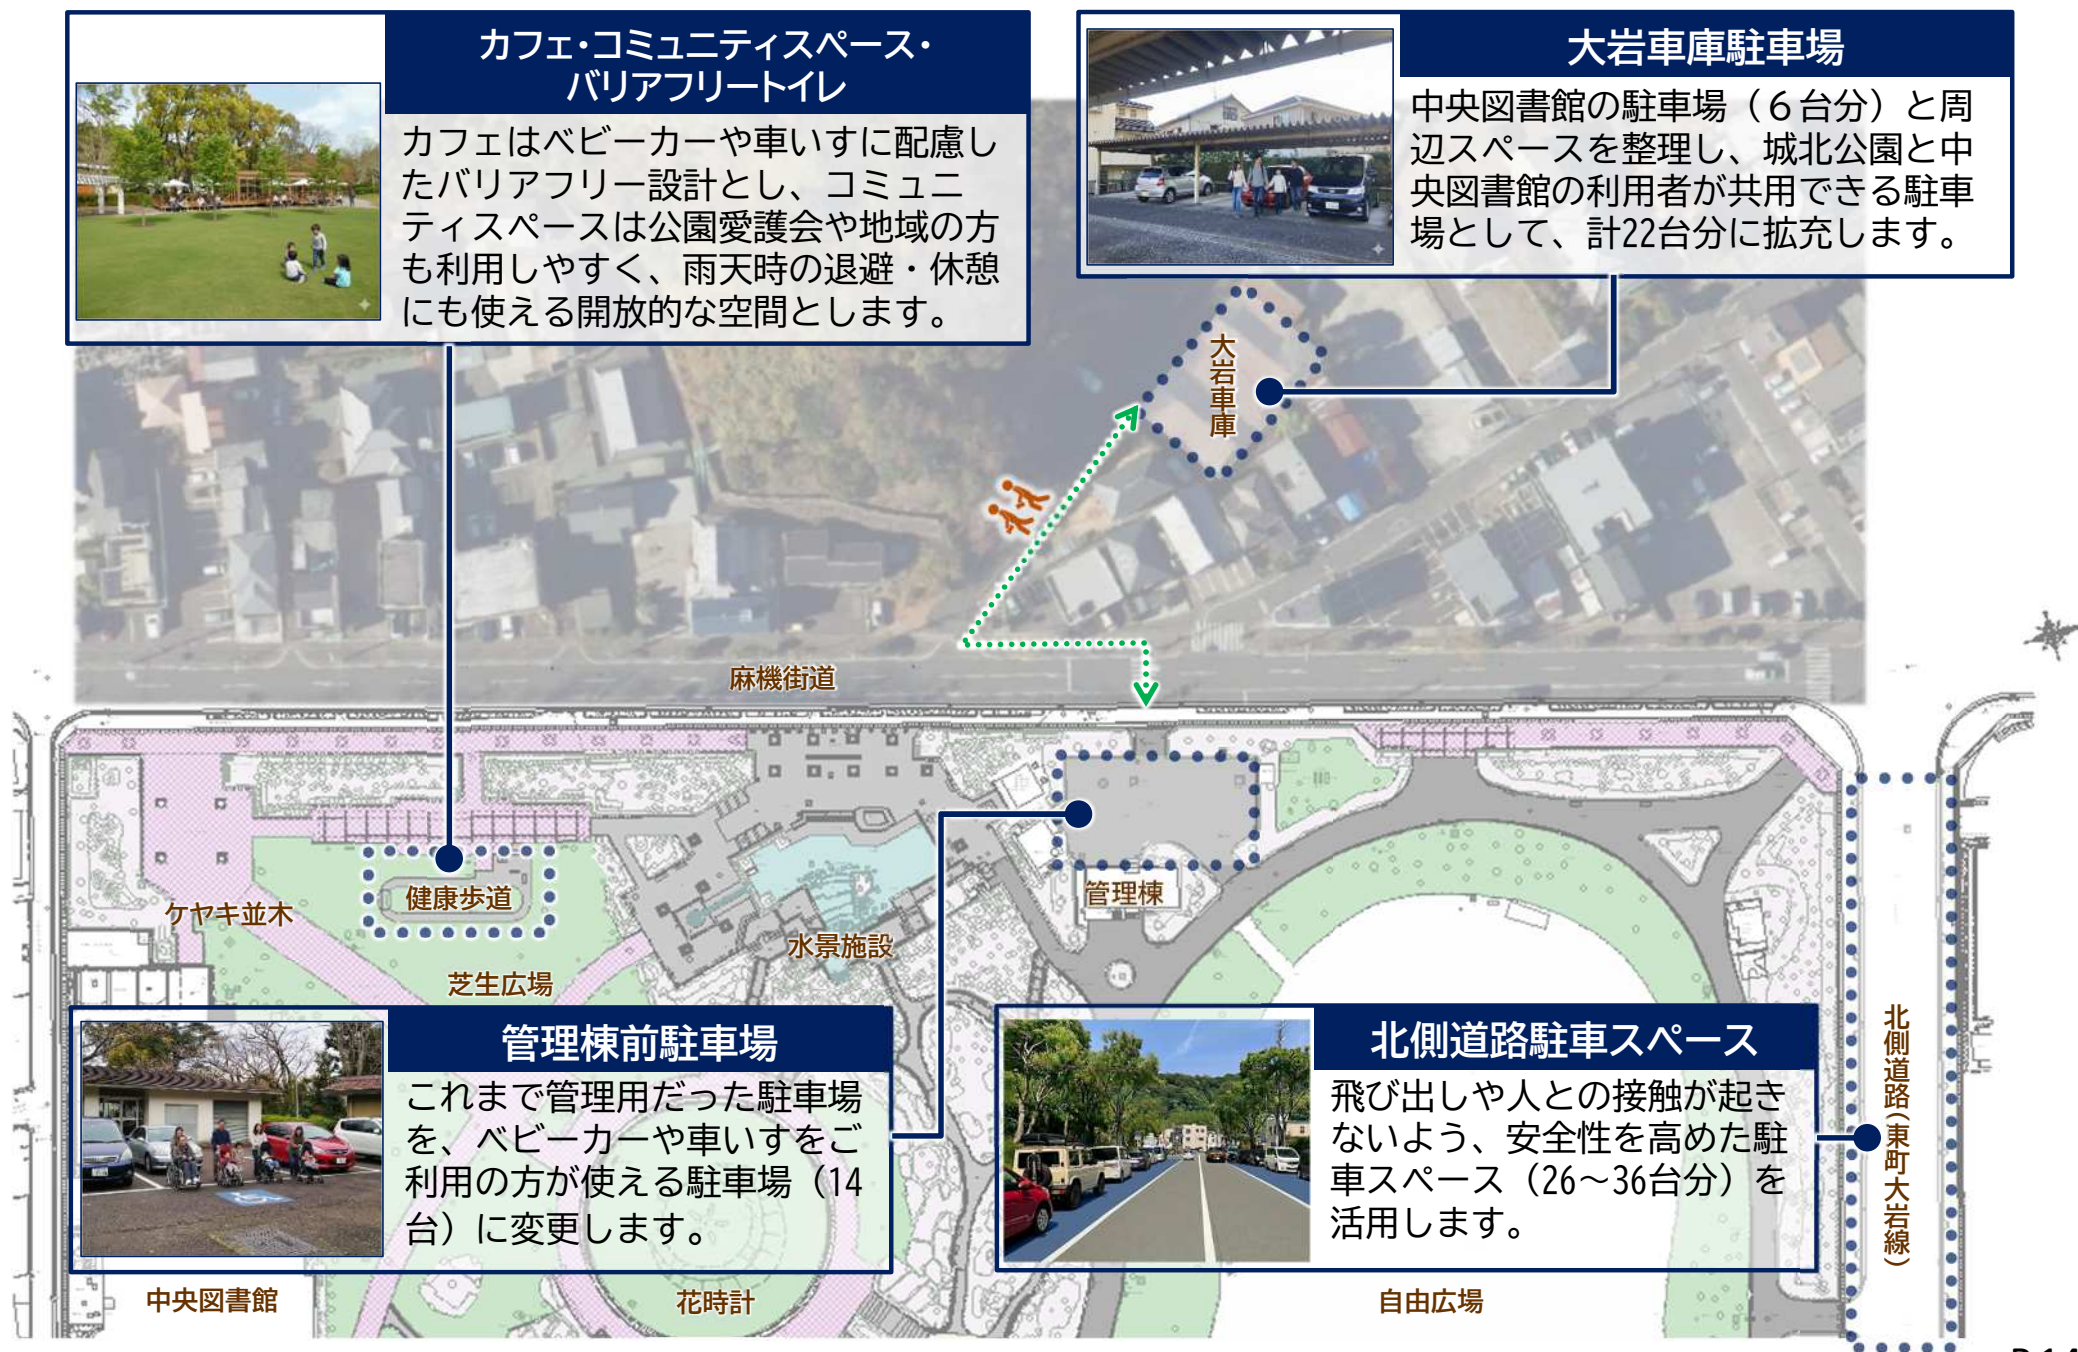 カフェ・コミュニティスペース・
バリアフリートイレ
カフェはベビーカーや車いすに配慮し
たバリアフリー設計とし、コミュニ
ティスペースは公園愛護会や地域の方
も利用しやすく、雨天時の退避・休憩
にも使える開放的な空間とします。
大岩車庫駐車場
中央図書館の駐車場（６台分）と周
辺スペースを整理し、城北公園と中
央図書館の利用者が共用できる駐車
場として、計22台分に拡充します。
大岩車庫
麻機街道
健康歩道
ケヤキ並木
芝生広場
水景施設
管理棟
管理棟前駐車場
これまで管理用だった駐車場
を、ベビーカーや車いすをご
利用の方が使える駐車場（14
台）に変更します。
北側道路駐車スペース
飛び出しや人との接触が起き
ないよう、安全性を高めた駐
車スペース（26～36台分）を
活用します。
北側道路（東町大岩線）
中央図書館
花時計
自由広場